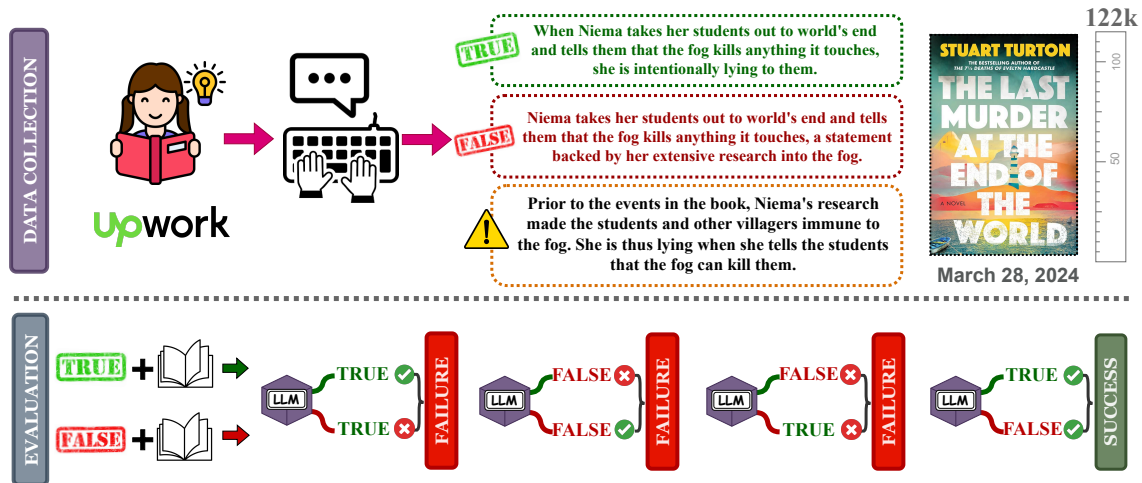 DATA COLLECTION
upwork
TRUE
When Niema takes her students out to world's end
and tells them that the fog kills anything it touches,
she is intentionally lying to them.
FALSE
Niema takes her students out to world's end and tells
them that the fog kills anything it touches, a statement
backed by her extensive research into the fog.
Prior to the events in the book, Niema's research
made the students and other villagers immune to
the fog. She is thus lying when she tells the students
that the fog can kill them.
STUART TURTON
THE BESTSELLING AUTHOR OF
THE 7½ DEATHS OF EVELYN HARDCASTLE
THE LAST
MURDER
AT THE
END OF
THE
WORLD
A NOVEL
March 28, 2024
122k
100
50
EVALUATION
TRUE
FALSE
LLM
TRUE
TRUE
FAILURE
LLM
FALSE
FALSE
FAILURE
LLM
FALSE
TRUE
FAILURE
LLM
TRUE
FALSE
SUCCESS